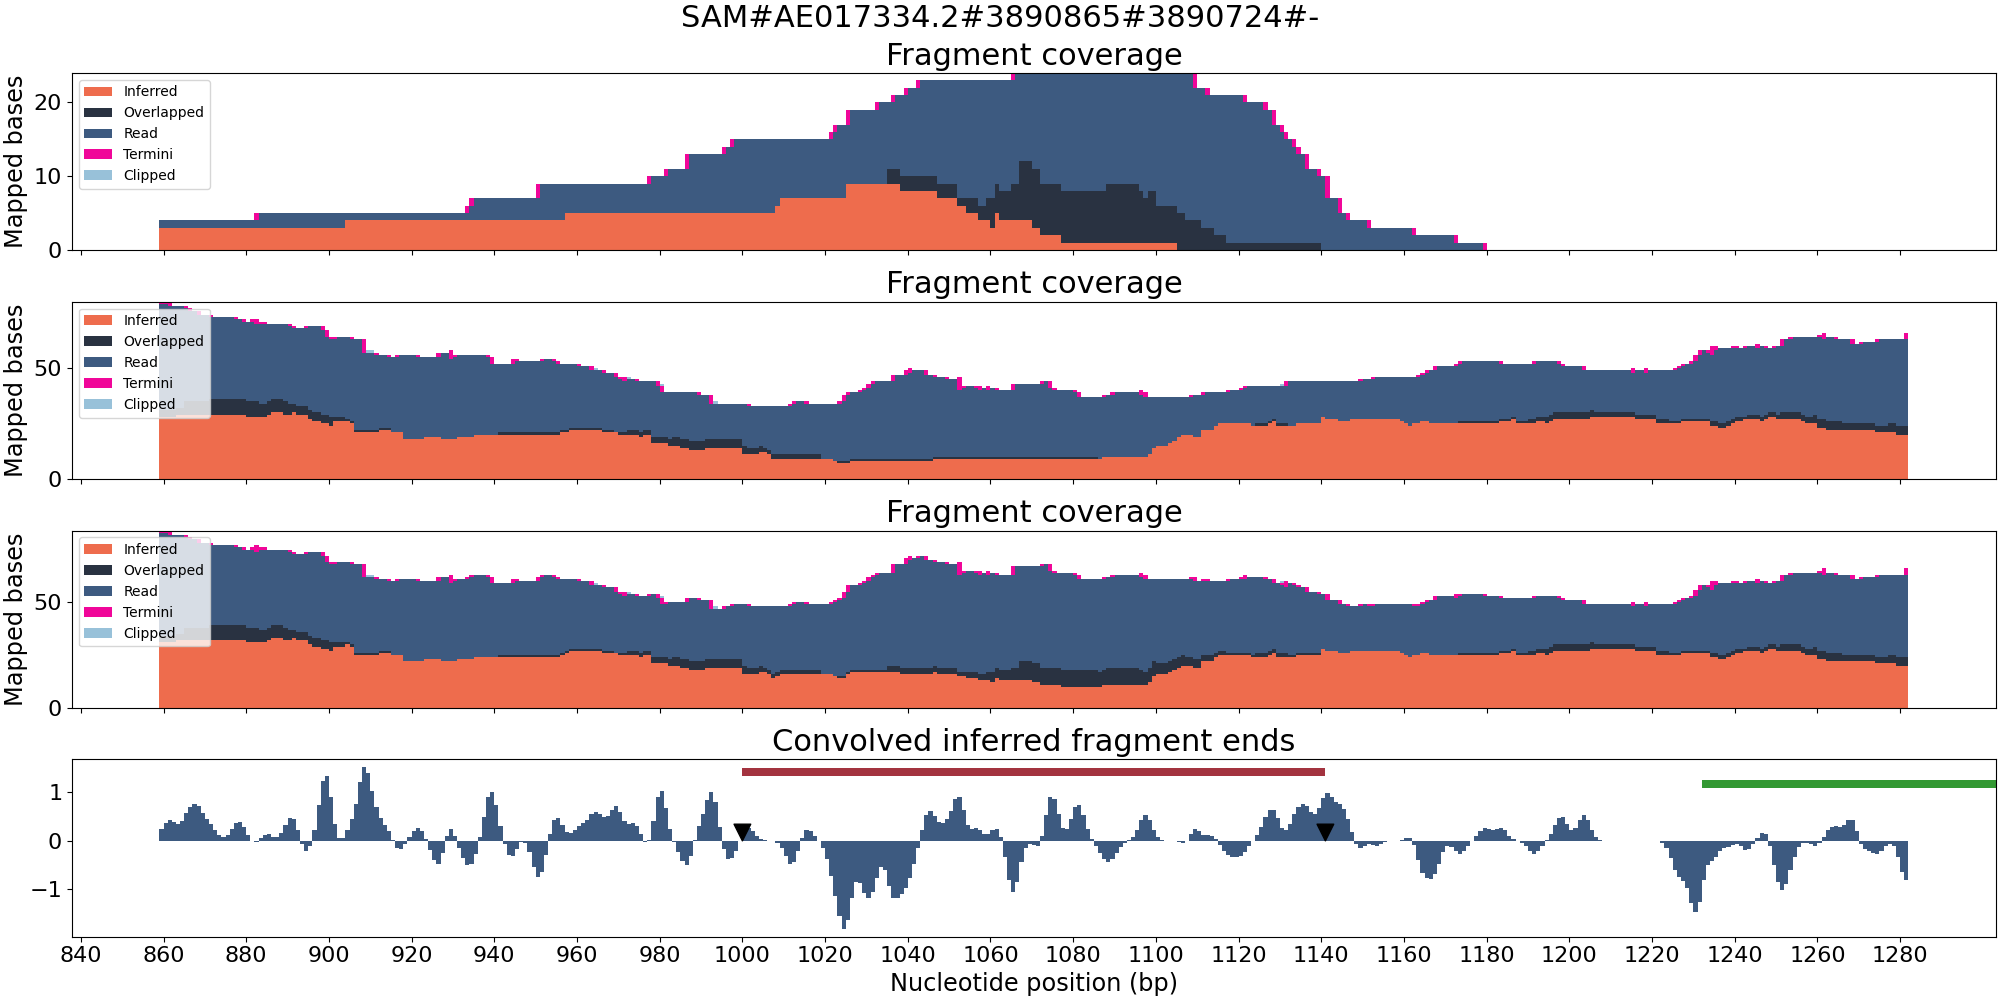 SAM#AE017334.2#3890865#3890724#-
Fragment coverage
Mapped bases
20
10
0
Inferred
Overlapped
Read
Termini
Clipped
Fragment coverage
Mapped bases
50
0
Inferred
Overlapped
Read
Termini
Clipped
Fragment coverage
Mapped bases
50
0
Inferred
Overlapped
Read
Termini
Clipped
Convolved inferred fragment ends
1
0
−1
840 860 880 900 920 940 960 980 1000 1020 1040 1060 1080 1100 1120 1140 1160 1180 1200 1220 1240 1260 1280
Nucleotide position (bp)